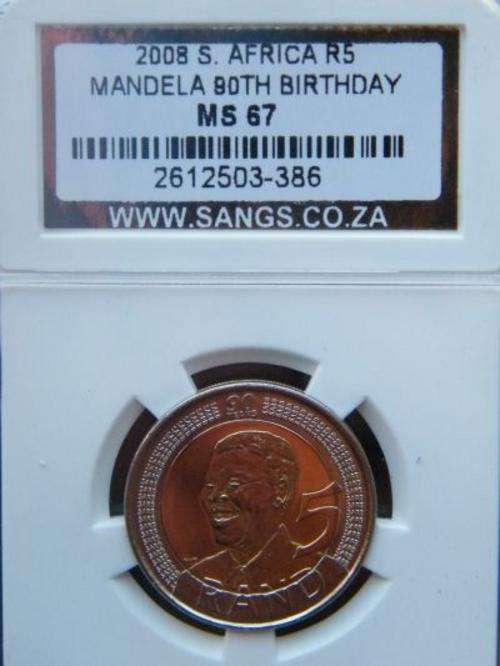 2008 S. AFRICA R5
MANDELA 90TH BIRTHDAY
MS 67
2612503-386
WWW.SANGS.CO.ZA
90
5
RAND